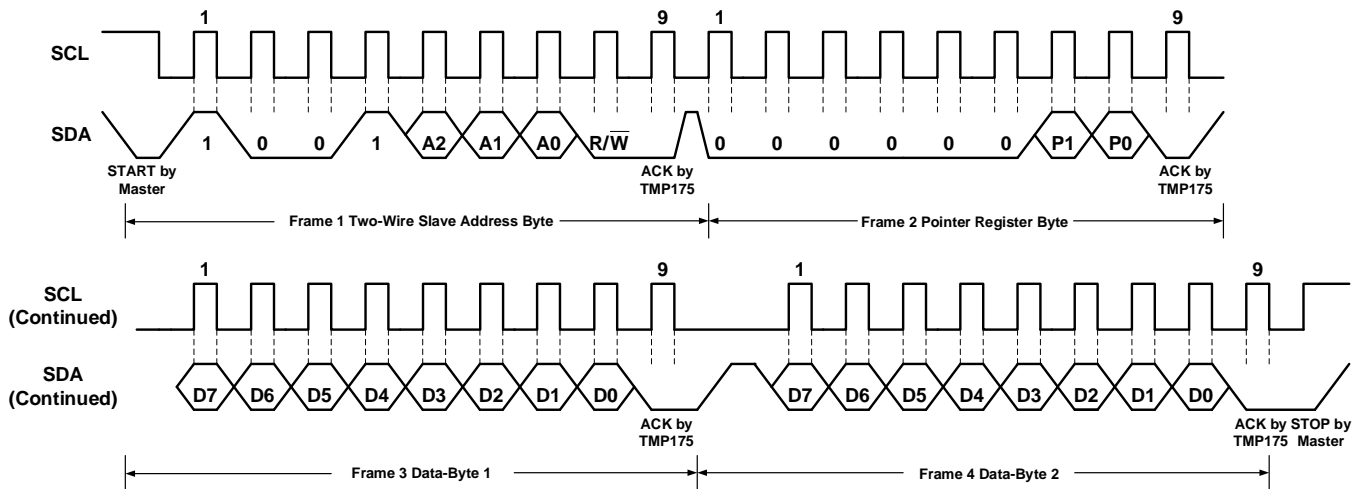 1 9 1 9
SCL
SDA
1 0 0 1 A2 A1 A0 R/W̅ 0 0 0 0 0 0 P1 P0
START by Master
ACK by TMP175
ACK by TMP175
Frame 1 Two-Wire Slave Address Byte
Frame 2 Pointer Register Byte
1 9 1 9
SCL
(Continued)
SDA
(Continued)
D7 D6 D5 D4 D3 D2 D1 D0 D7 D6 D5 D4 D3 D2 D1 D0
ACK by TMP175
ACK by TMP175
STOP by Master
Frame 3 Data-Byte 1
Frame 4 Data-Byte 2